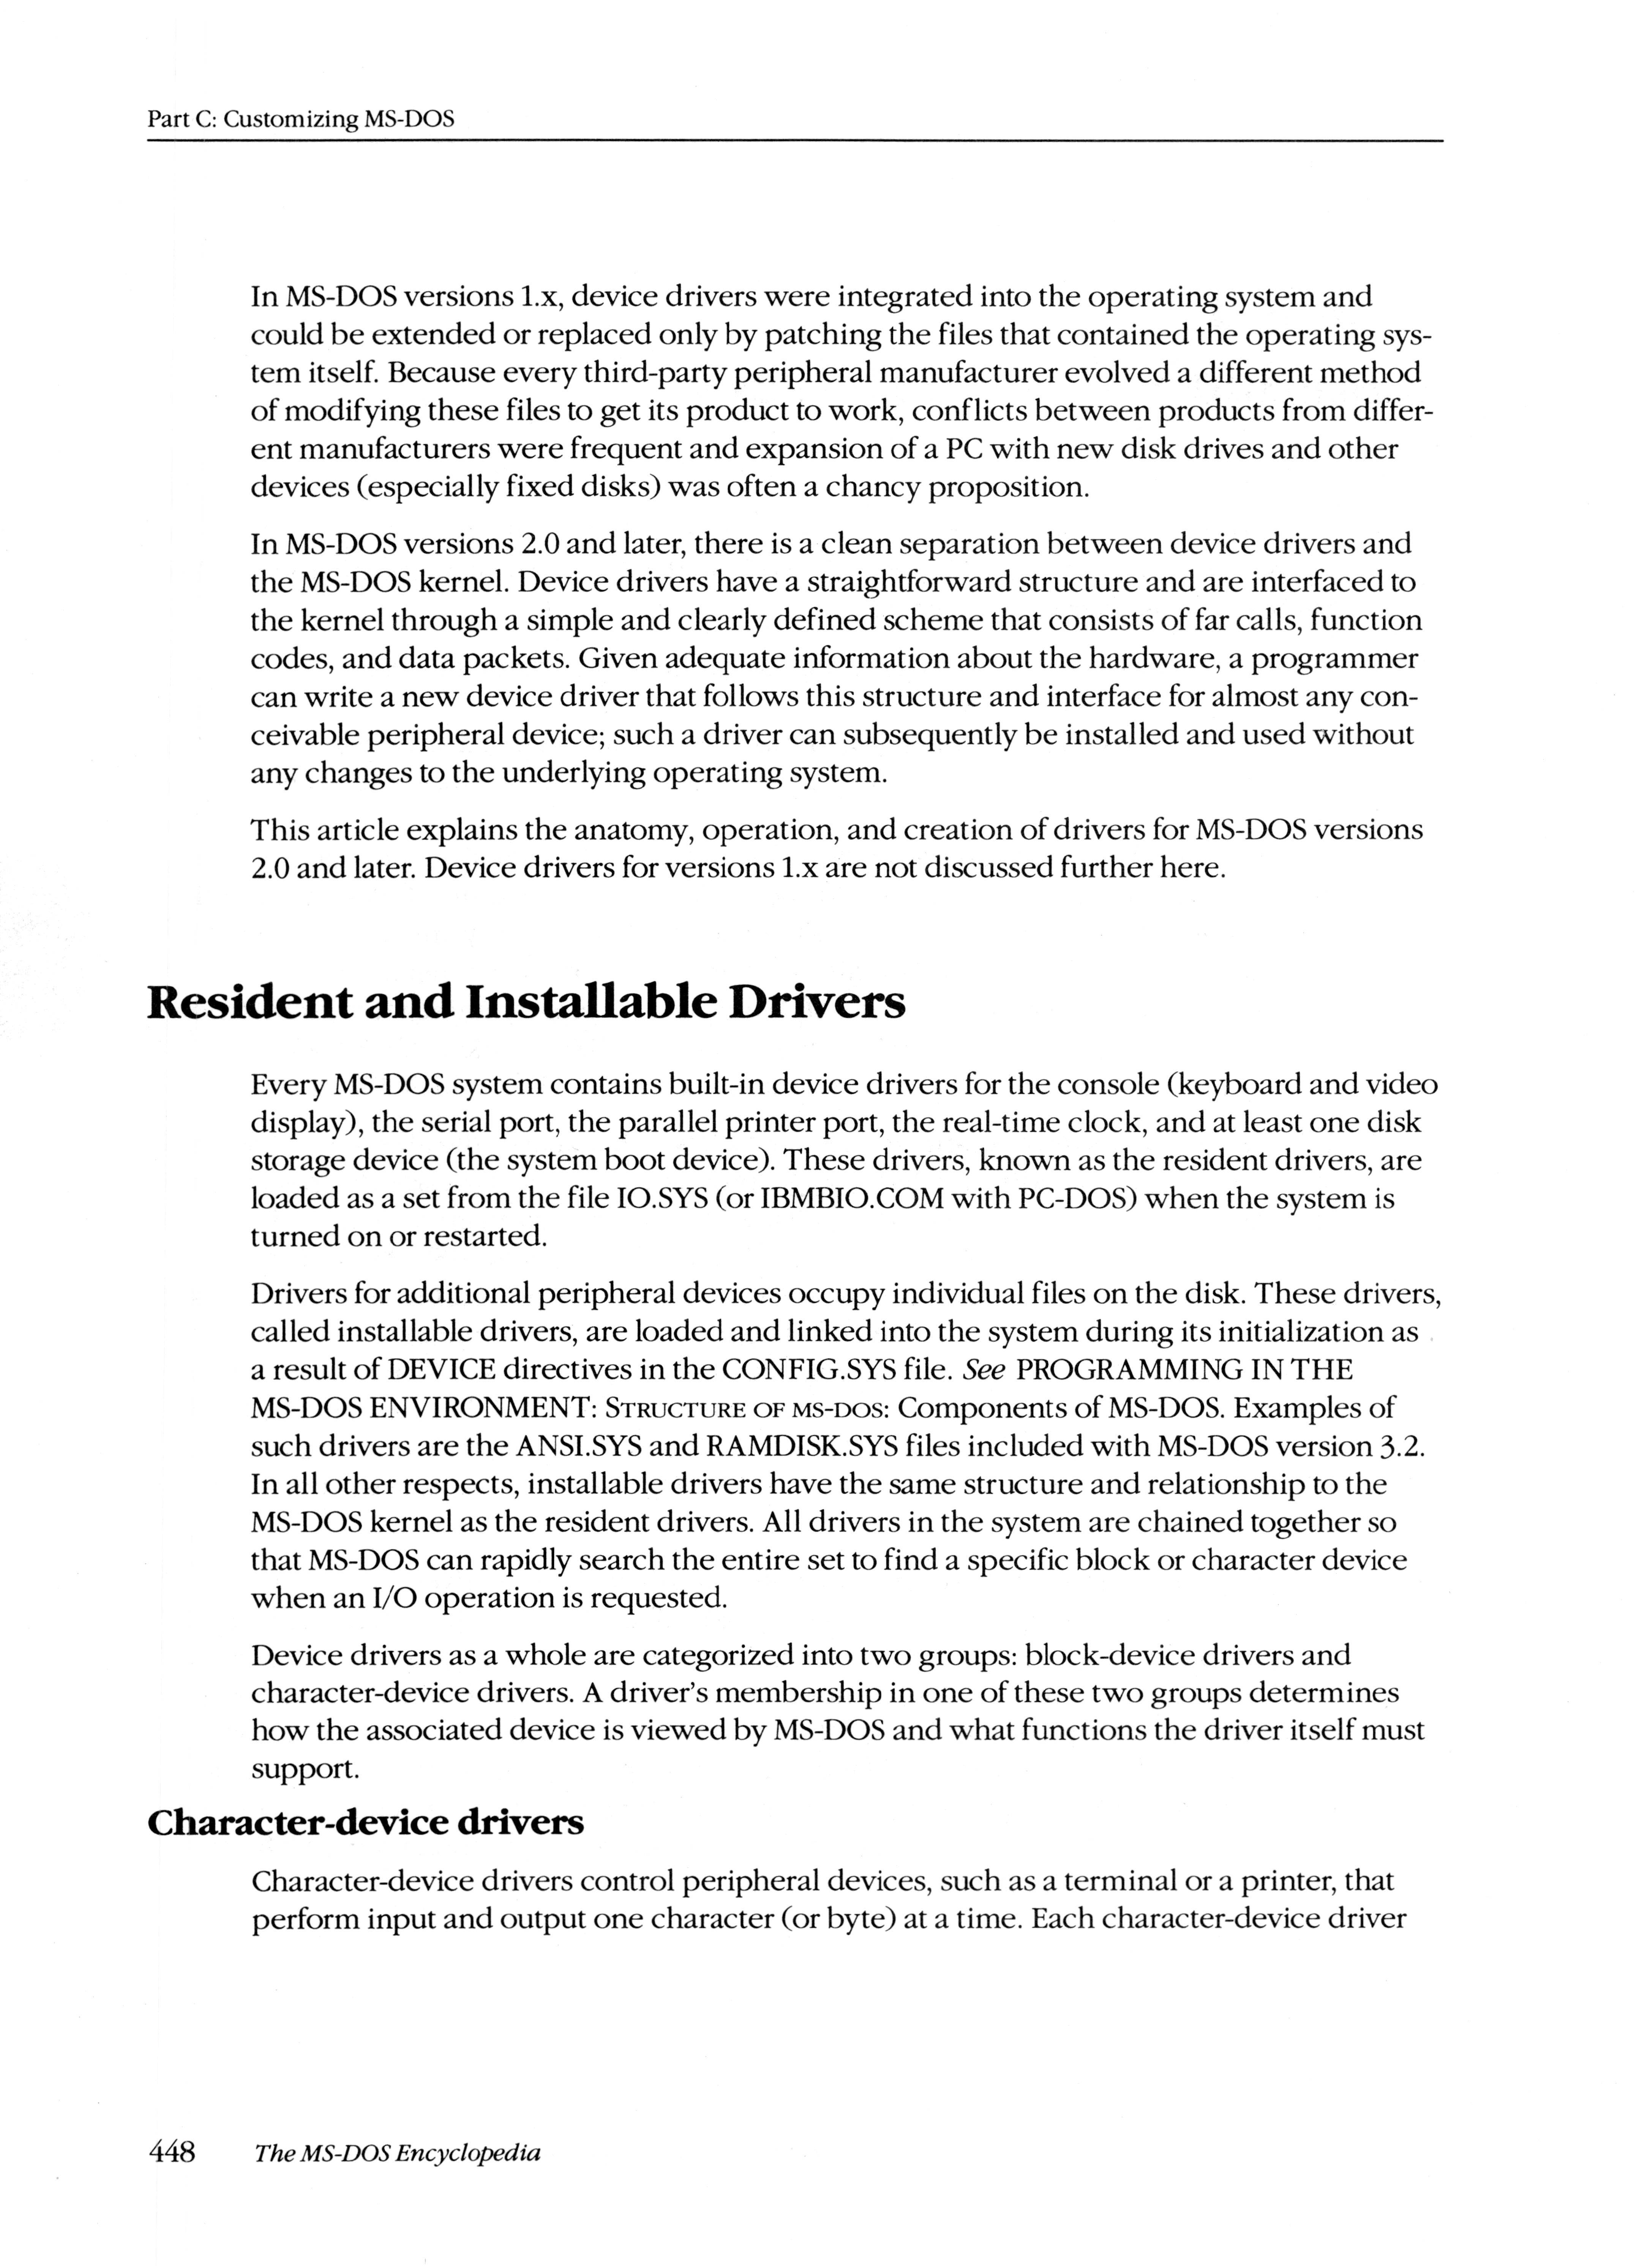 Part C: Customizing MS-DOS
In MS-DOS versions 1.x, device drivers were integrated into the operating system and
could be extended or replaced only by patching the files that contained the operating sys-
tem itself. Because every third-party peripheral manufacturer evolved a different method
of modifying these files to get its product to work, conflicts between products from differ-
ent manufacturers were frequent and expansion of a PC with new disk drives and other
devices (especially fixed disks) was often a chancy proposition.
In MS-DOS versions 2.0 and later, there is a clean separation between device drivers and
the MS-DOS kernel. Device drivers have a straightforward structure and are interfaced to
the kernel through a simple and clearly defined scheme that consists of far calls, function
codes, and data packets. Given adequate information about the hardware, a programmer
can write a new device driver that follows this structure and interface for almost any con-
ceivable peripheral device; such a driver can subsequently be installed and used without
any changes to the underlying operating system.
This article explains the anatomy, operation, and creation of drivers for MS-DOS versions
2.0 and later. Device drivers for versions 1.x are not discussed further here.
Resident and Installable Drivers
Every MS-DOS system contains built-in device drivers for the console (keyboard and video
display), the serial port, the parallel printer port, the real-time clock, and at least one disk
storage device (the system boot device). These drivers, known as the resident drivers, are
loaded as a set from the file IO.SYS (or IBMBIO.COM with PC-DOS) when the system is
turned on or restarted.
Drivers for additional peripheral devices occupy individual files on the disk. These drivers,
called installable drivers, are loaded and linked into the system during its initialization as
a result of DEVICE directives in the CONFIG.SYS file. See PROGRAMMING IN THE
MS-DOS ENVIRONMENT: STRUCTURE OF MS-DOS: Components of MS-DOS. Examples of
such drivers are the ANSI.SYS and RAMDISK.SYS files included with MS-DOS version 3.2.
In all other respects, installable drivers have the same structure and relationship to the
MS-DOS kernel as the resident drivers. All drivers in the system are chained together so
that MS-DOS can rapidly search the entire set to find a specific block or character device
when an I/O operation is requested.
Device drivers as a whole are categorized into two groups: block-device drivers and
character-device drivers. A driver's membership in one of these two groups determines
how the associated device is viewed by MS-DOS and what functions the driver itself must
support.
Character-device drivers
Character-device drivers control peripheral devices, such as a terminal or a printer, that
perform input and output one character (or byte) at a time. Each character-device driver
448 The MS-DOS Encyclopedia